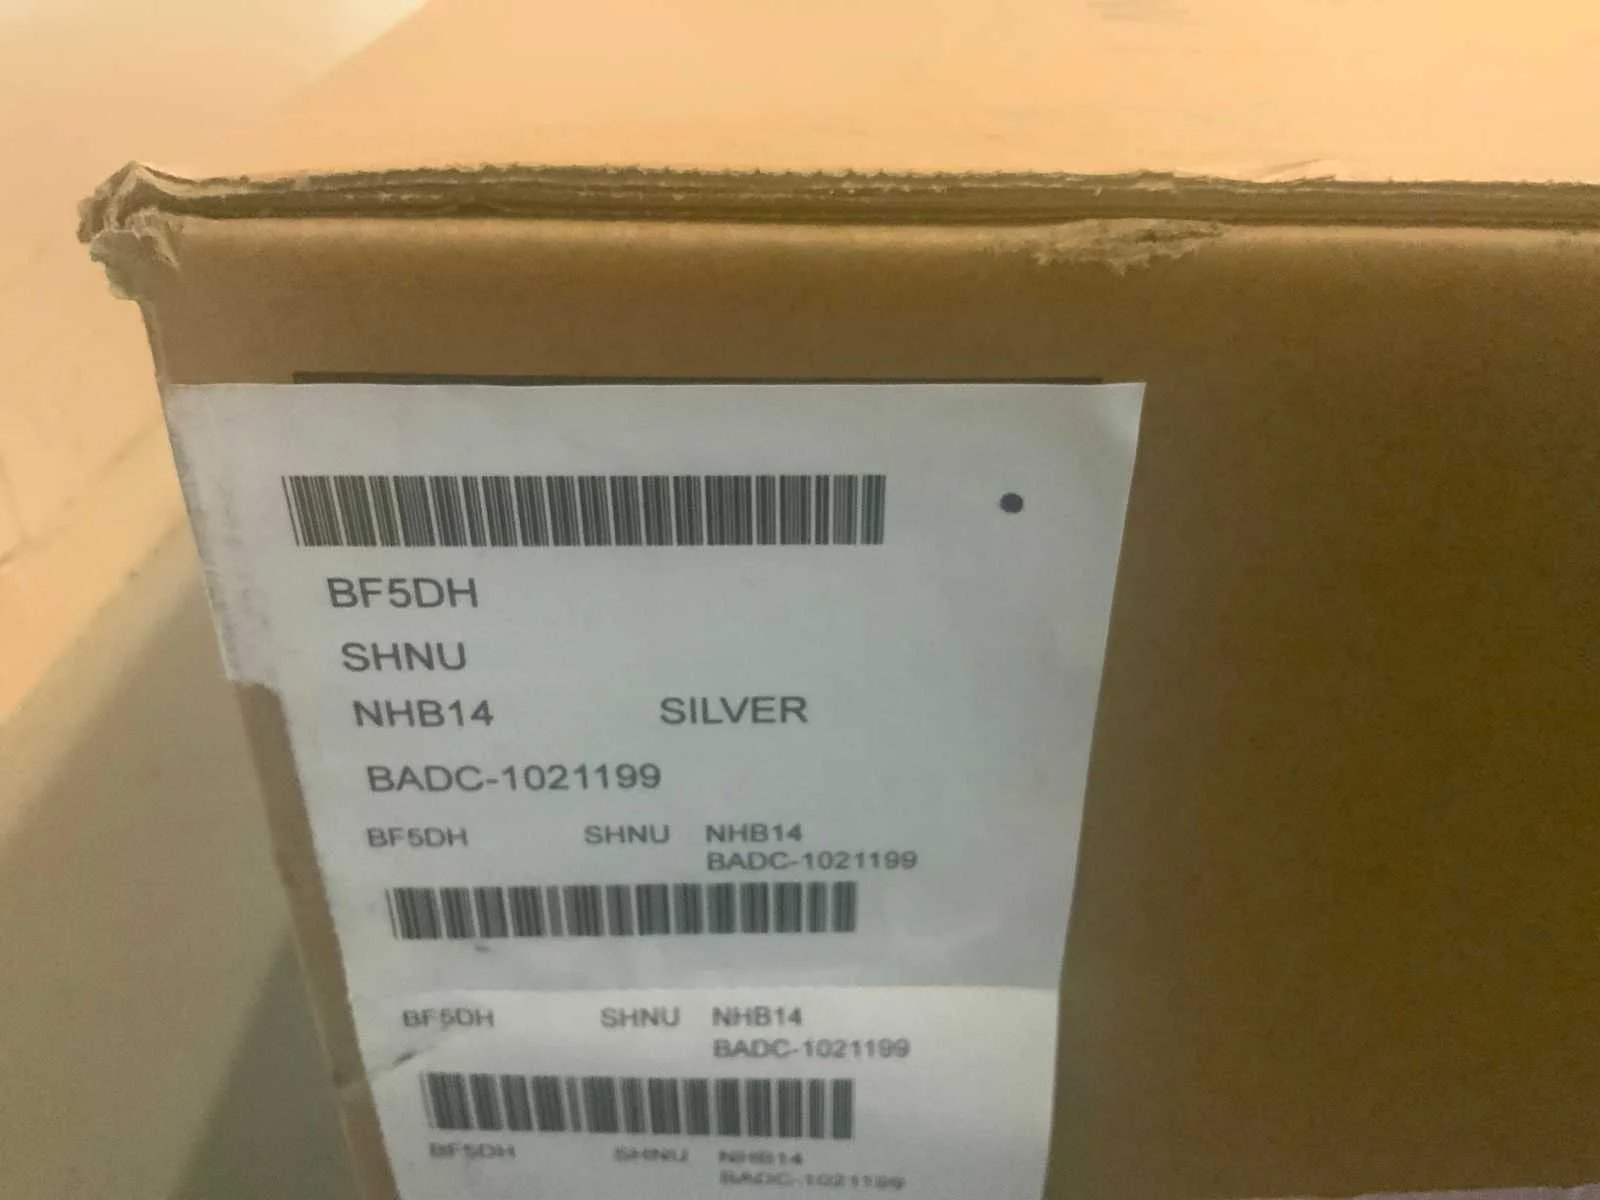 BF5DH
SHNU
NHB14 SILVER
BADC-1021199
BF5DH SHNU NHB14
BADC-1021199
BF5DH SHNU NHB14
BADC-1021199
BF5DH SHNU NHB14
BADC-1021199